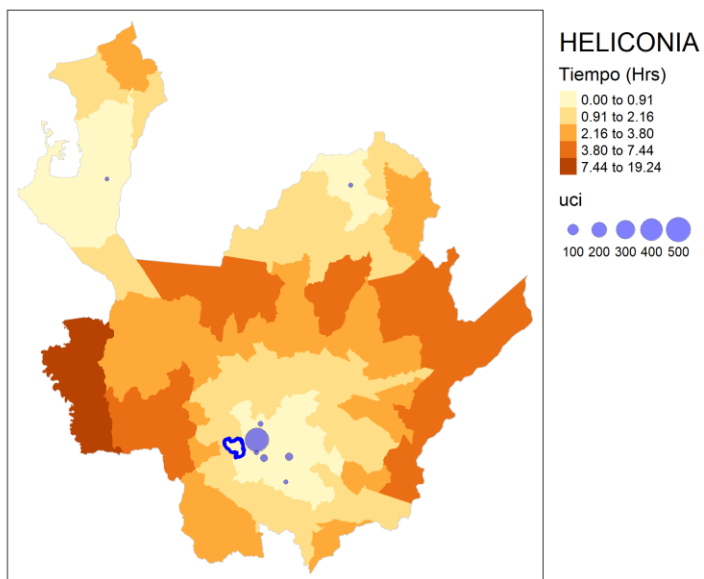 HELICONIA
Tiempo (Hrs)
0.00 to 0.91
0.91 to 2.16
2.16 to 3.80
3.80 to 7.44
7.44 to 19.24
uci
100 200 300 400 500